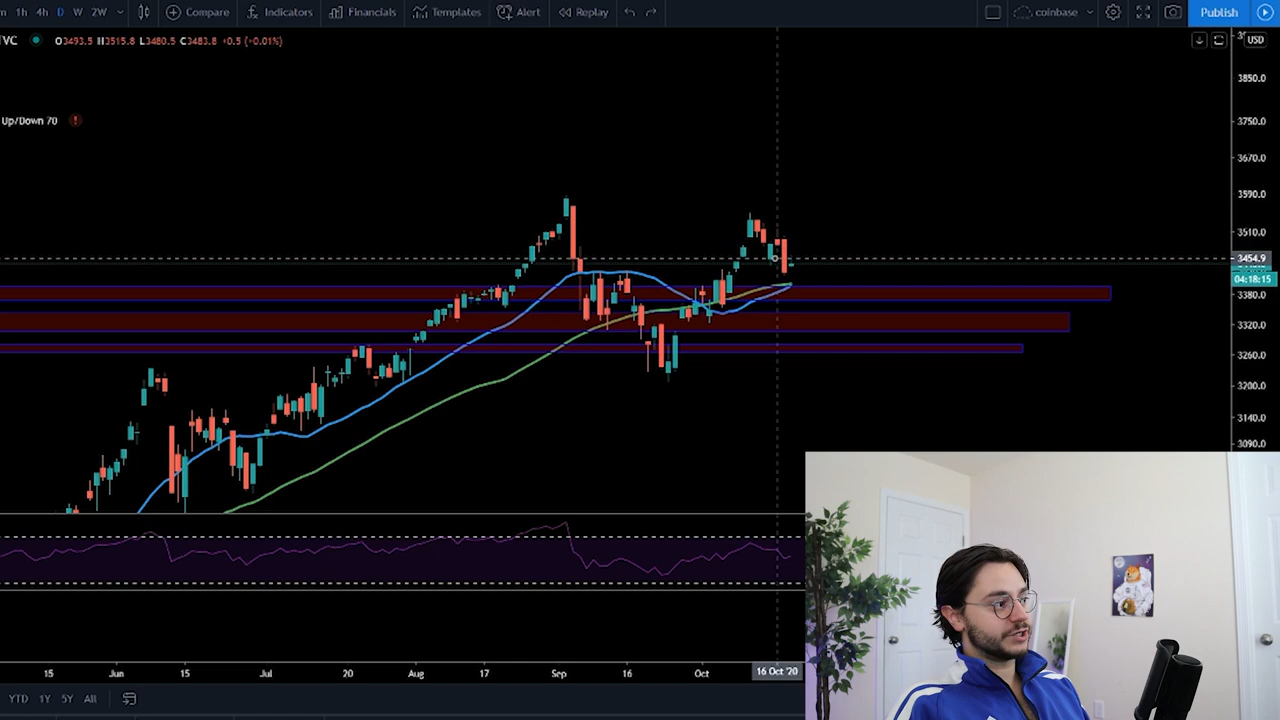 m 1h 4h D W 2W Compare Indicators Financials Templates Alert Replay coinbase Publish
TVC O3493.5 H3515.8 L3480.5 C3483.8 +0.5 (+0.01%) USD
3850.0
Up/Down 70 !
3750.0
3670.0
3590.0
3510.0
3454.9
04:18:15
3380.0
3320.0
3260.0
3200.0
3140.0
3090.0
15 Jun 15 Jul 20 Aug 17 Sep 16 Oct 16 Oct '20
YTD 1Y 5Y All